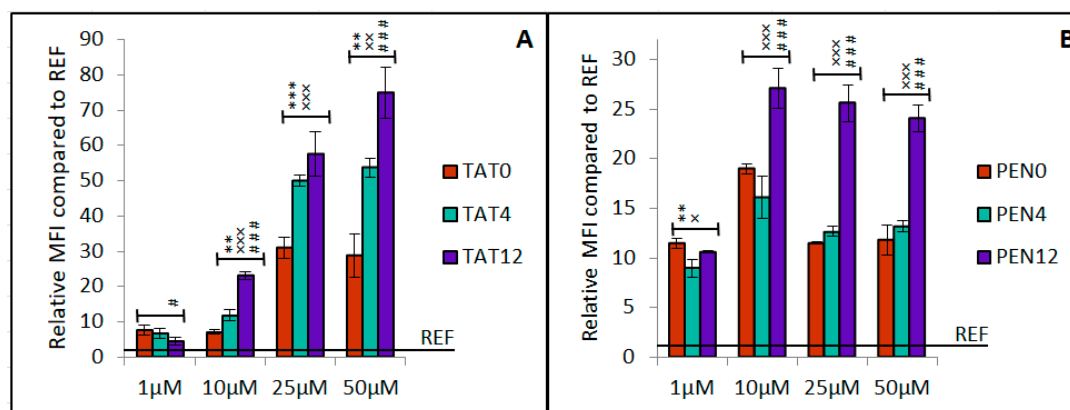 A
Relative MFI compared to REF
90
80
70
60
50
40
30
20
10
0
#
**
×××
###
***
×××
**
××
###
TAT0
TAT4
TAT12
REF
1µM 10µM 25µM 50µM
B
Relative MFI compared to REF
30
25
20
15
10
5
0
**
×
×××
###
×××
###
×××
###
PEN0
PEN4
PEN12
REF
1µM 10µM 25µM 50µM